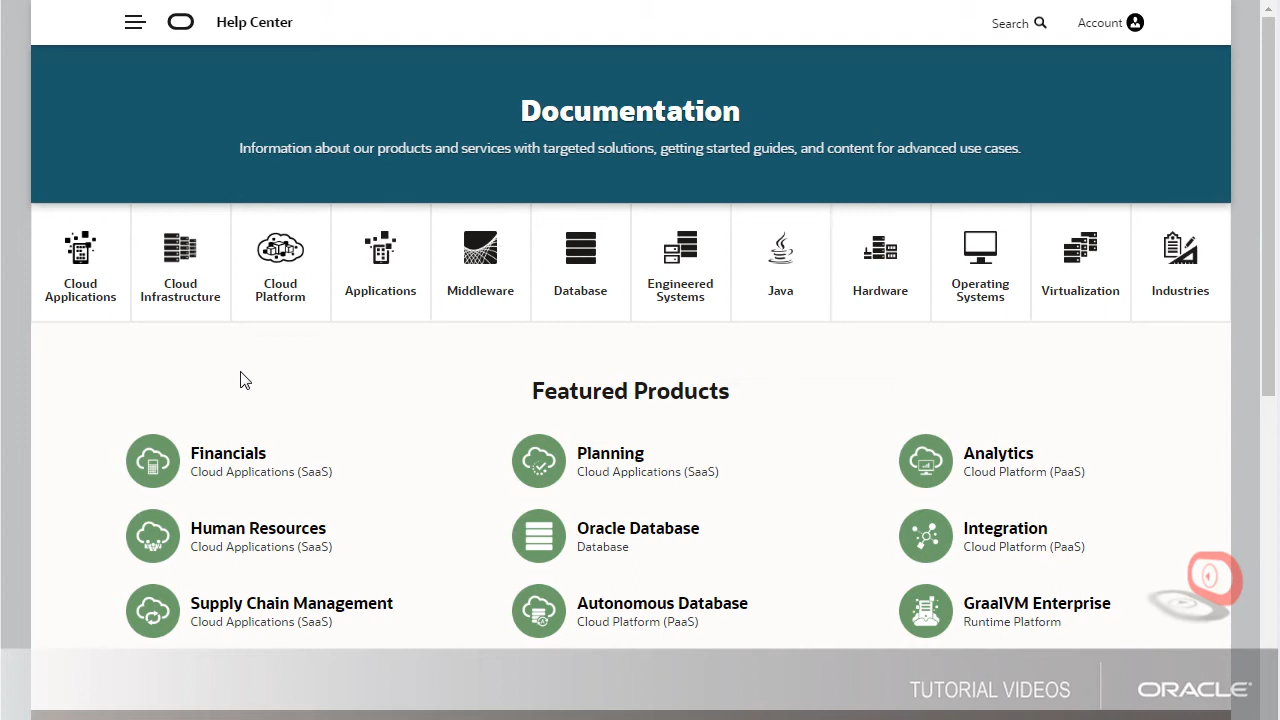 Help Center
Search
Account
Documentation
Information about our products and services with targeted solutions, getting started guides, and content for advanced use cases.
Cloud
Applications
Cloud
Infrastructure
Cloud
Platform
Applications
Middleware
Database
Engineered
Systems
Java
Hardware
Operating
Systems
Virtualization
Industries
Featured Products
Financials
Cloud Applications (SaaS)
Planning
Cloud Applications (SaaS)
Analytics
Cloud Platform (PaaS)
Human Resources
Cloud Applications (SaaS)
Oracle Database
Database
Integration
Cloud Platform (PaaS)
Supply Chain Management
Cloud Applications (SaaS)
Autonomous Database
Cloud Platform (PaaS)
GraalVM Enterprise
Runtime Platform
TUTORIAL VIDEOS
ORACLE